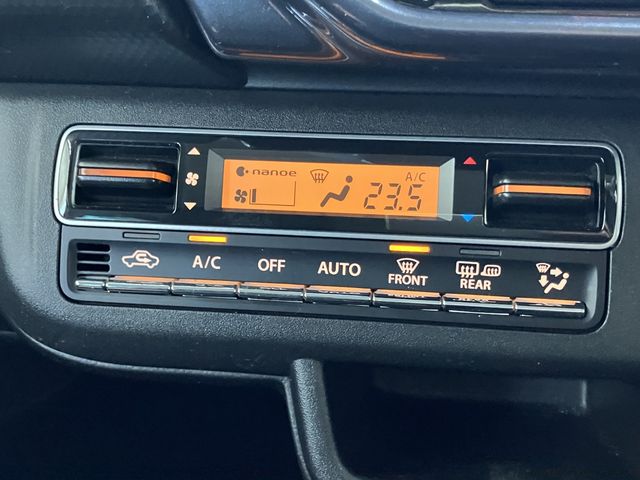 nanoe
A/C
23.5
A/C
OFF
AUTO
FRONT
REAR